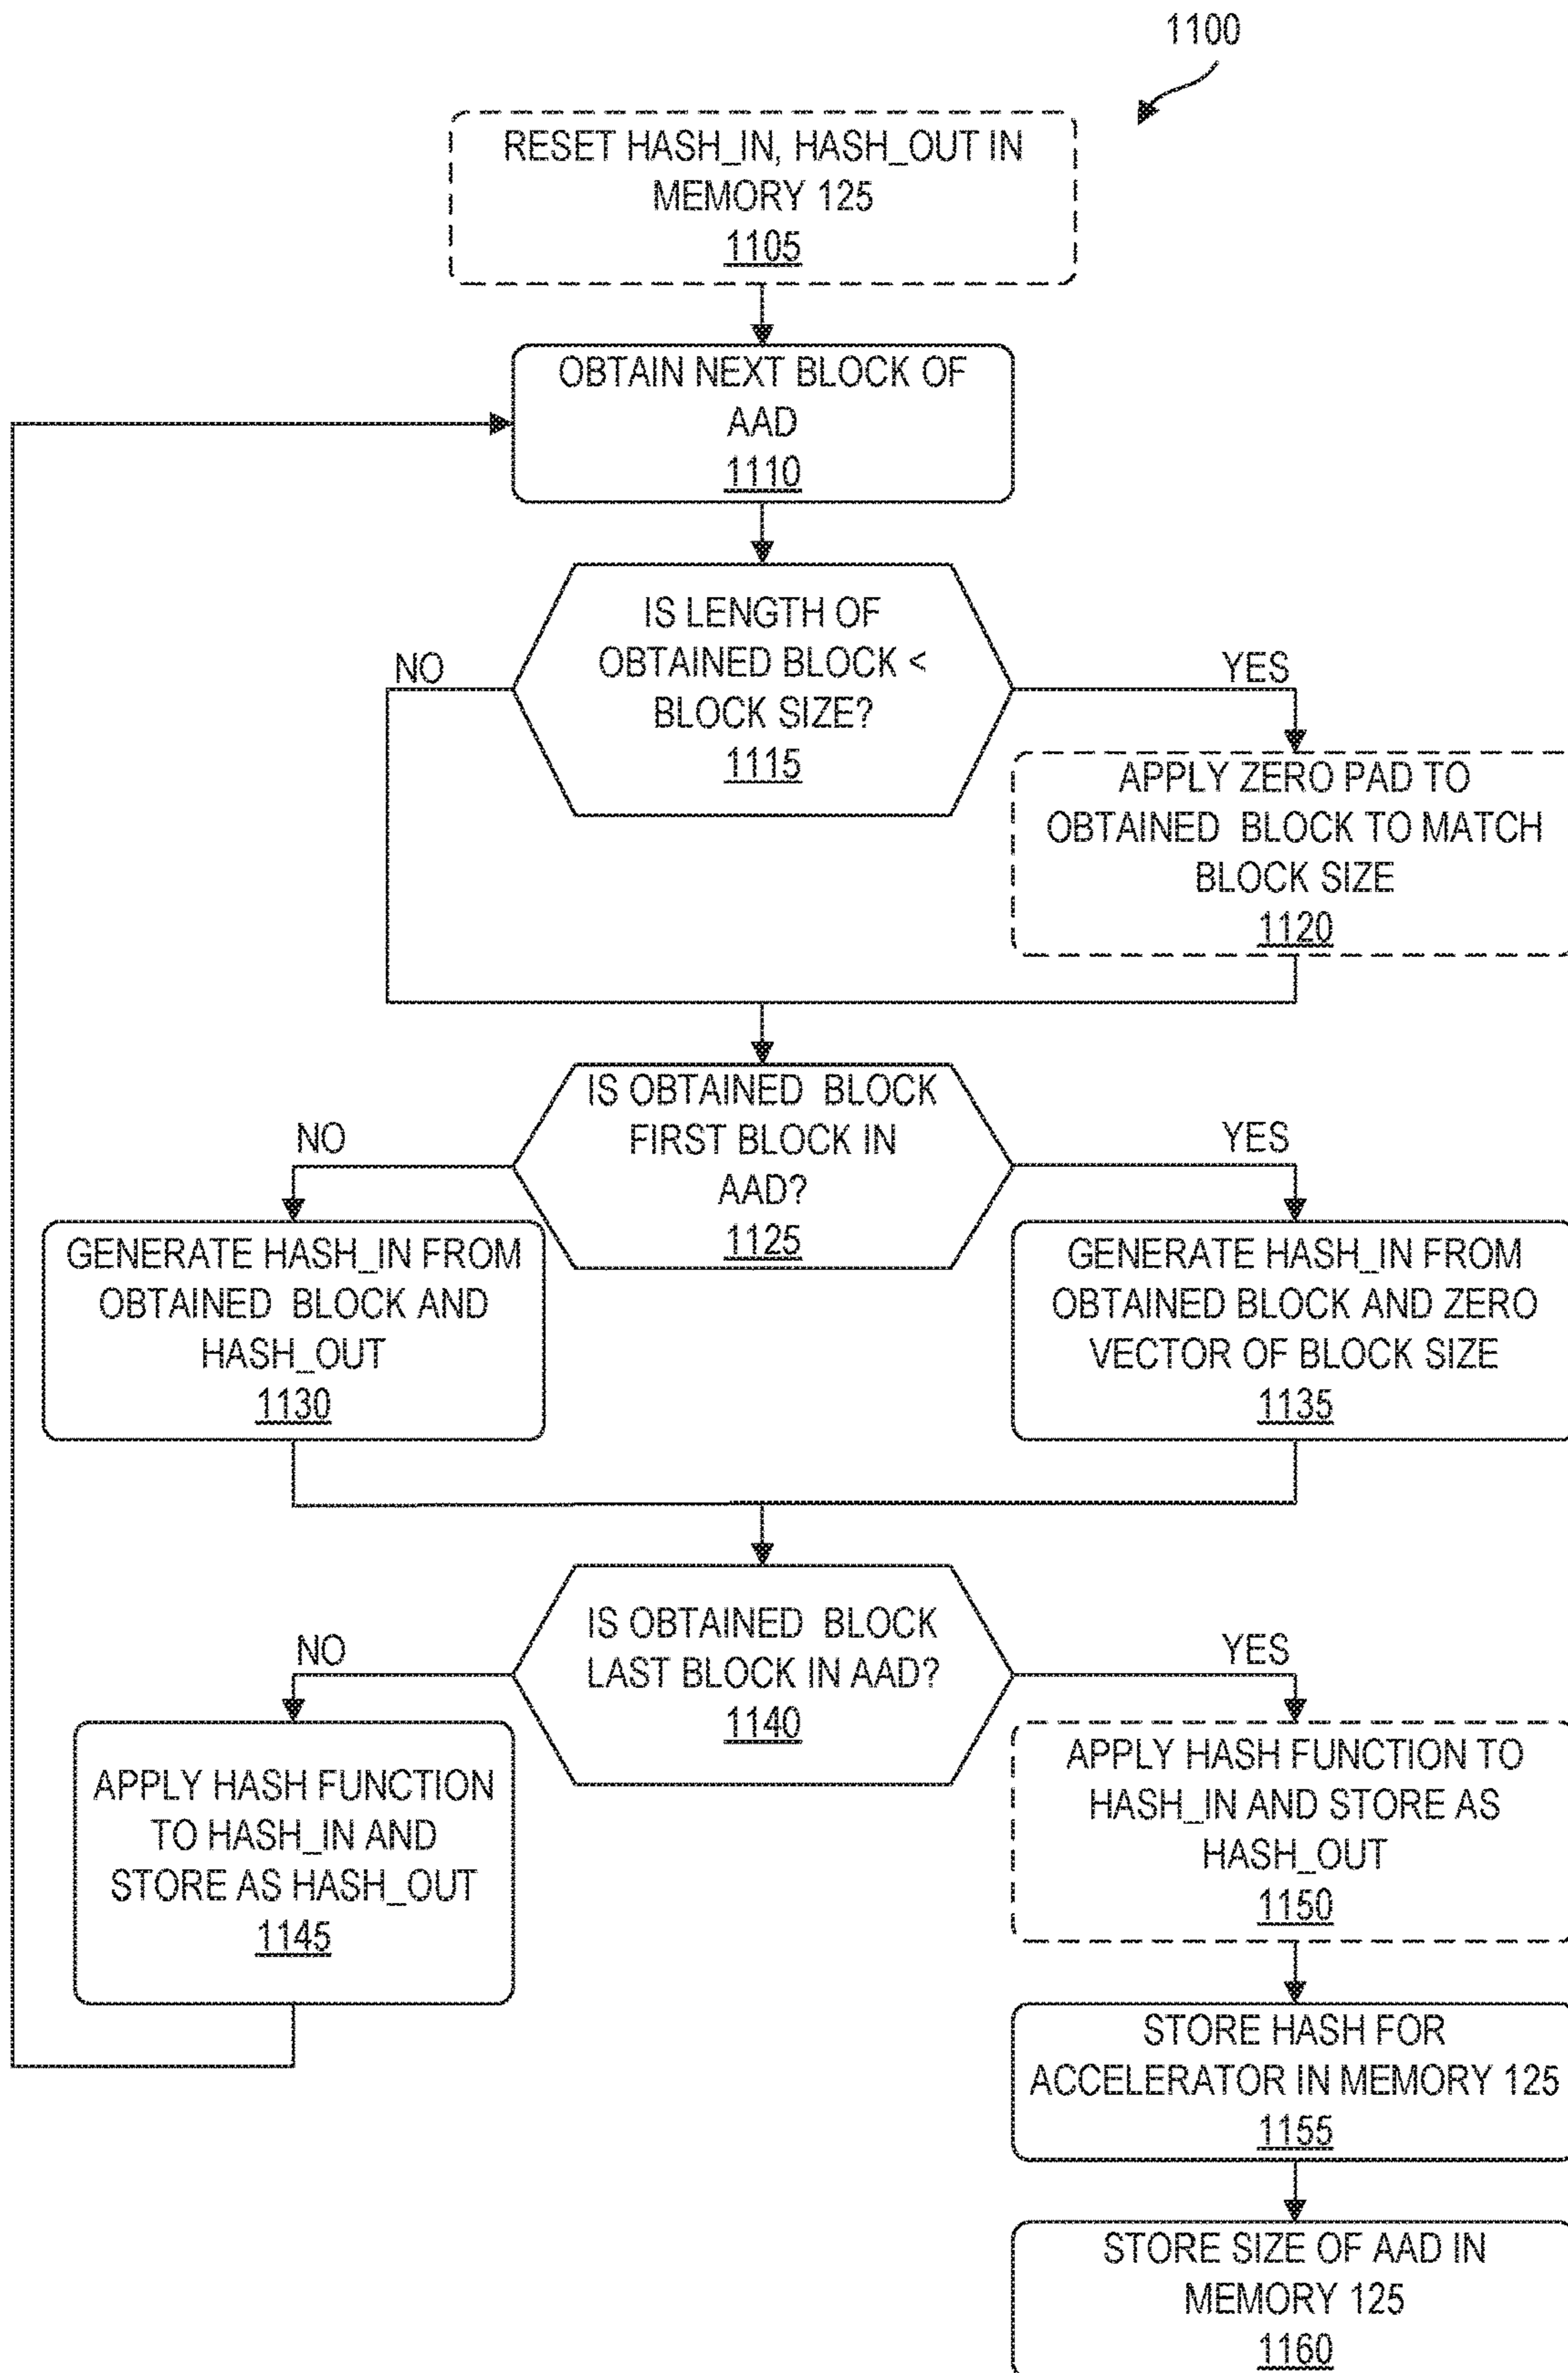 1100
RESET HASH_IN, HASH_OUT IN
MEMORY 125
1105
OBTAIN NEXT BLOCK OF
AAD
1110
IS LENGTH OF
OBTAINED BLOCK <
BLOCK SIZE?
1115
NO
YES
APPLY ZERO PAD TO
OBTAINED BLOCK TO MATCH
BLOCK SIZE
1120
IS OBTAINED BLOCK
FIRST BLOCK IN
AAD?
1125
NO
YES
GENERATE HASH_IN FROM
OBTAINED BLOCK AND
HASH_OUT
1130
GENERATE HASH_IN FROM
OBTAINED BLOCK AND ZERO
VECTOR OF BLOCK SIZE
1135
IS OBTAINED BLOCK
LAST BLOCK IN AAD?
1140
NO
YES
APPLY HASH FUNCTION
TO HASH_IN AND
STORE AS HASH_OUT
1145
APPLY HASH FUNCTION TO
HASH_IN AND STORE AS
HASH_OUT
1150
STORE HASH FOR
ACCELERATOR IN MEMORY 125
1155
STORE SIZE OF AAD IN
MEMORY 125
1160